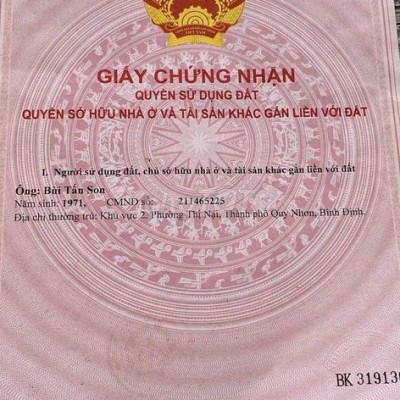 GIẤY CHỨNG NHẬN
QUYỀN SỬ DỤNG ĐẤT
QUYỀN SỞ HỮU NHÀ Ở VÀ TÀI SẢN KHÁC GẮN LIỀN VỚI ĐẤT
I. Người sử dụng đất, chủ sở hữu nhà ở và tài sản khác gắn liền với đất
Ông: Bùi Tấn Son
Năm sinh: 1971, CMND số: 211465225
Địa chỉ thường trú: Khu vực 2, Phường Thị Nại, Thành phố Quy Nhơn, Bình Định.
BK 31913